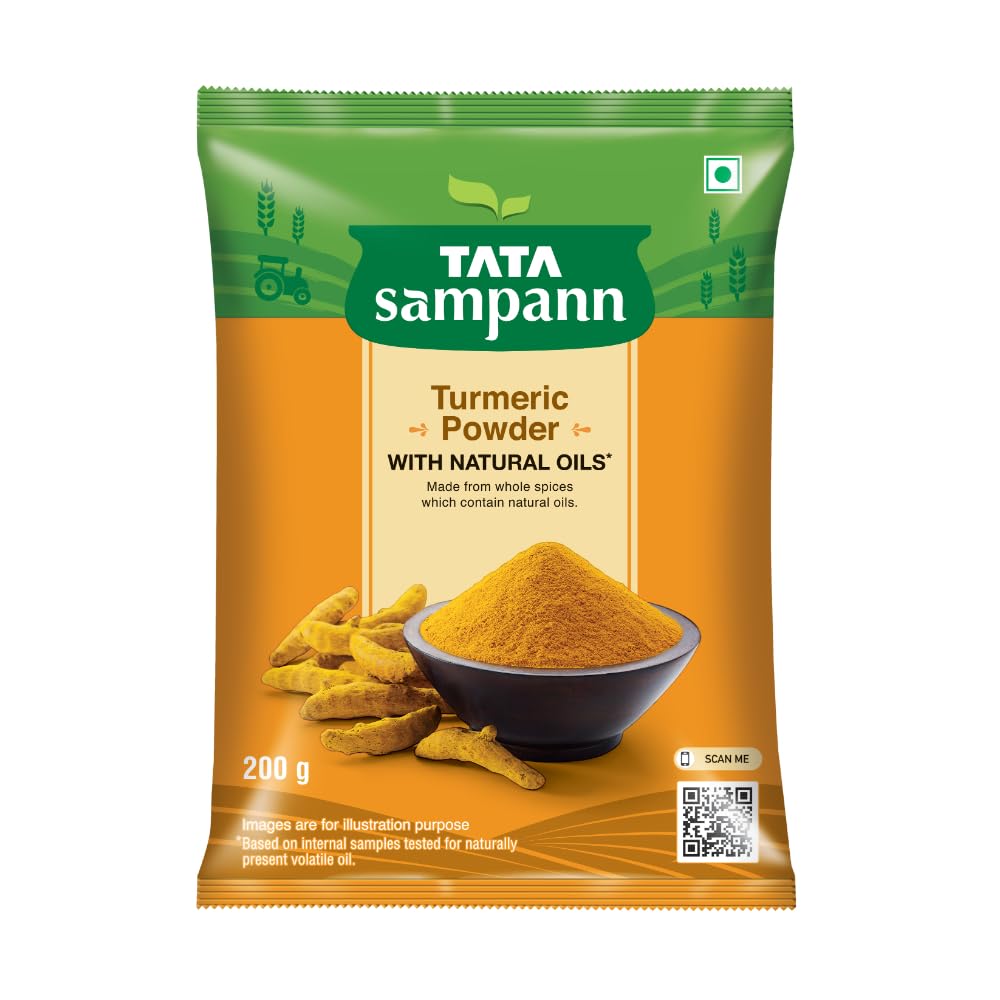 TATA
sampann
Turmeric
Powder
WITH NATURAL OILS*
Made from whole spices
which contain natural oils.
200 g
SCAN ME
Images are for illustration purpose
*Based on internal samples tested for naturally
present volatile oil.